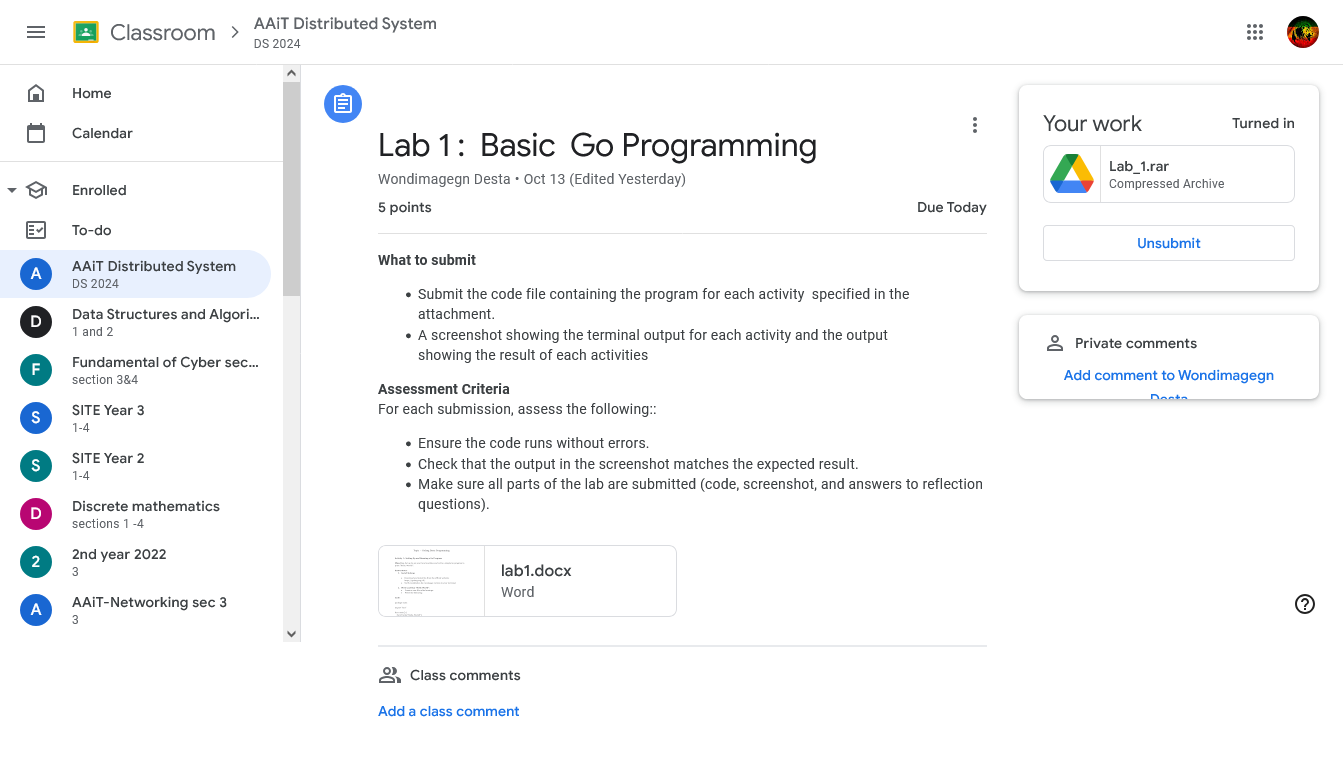 Classroom
AAiT Distributed System
DS 2024
Home
Calendar
Enrolled
To-do
A
AAiT Distributed System
DS 2024
D
Data Structures and Algori...
1 and 2
F
Fundamental of Cyber sec...
section 3&4
S
SITE Year 3
1-4
S
SITE Year 2
1-4
D
Discrete mathematics
sections 1 -4
2
2nd year 2022
3
A
AAiT-Networking sec 3
3
Lab 1 :  Basic  Go Programming
Wondimagegn Desta • Oct 13 (Edited Yesterday)
5 points
Due Today
What to submit
• Submit the code file containing the program for each activity  specified in the
attachment.
• A screenshot showing the terminal output for each activity and the output
showing the result of each activities
Assessment Criteria
For each submission, assess the following::
• Ensure the code runs without errors.
• Check that the output in the screenshot matches the expected result.
• Make sure all parts of the lab are submitted (code, screenshot, and answers to reflection
questions).
lab1.docx
Word
Class comments
Add a class comment
Your work
Turned in
Lab_1.rar
Compressed Archive
Unsubmit
Private comments
Add comment to Wondimagegn
Desta